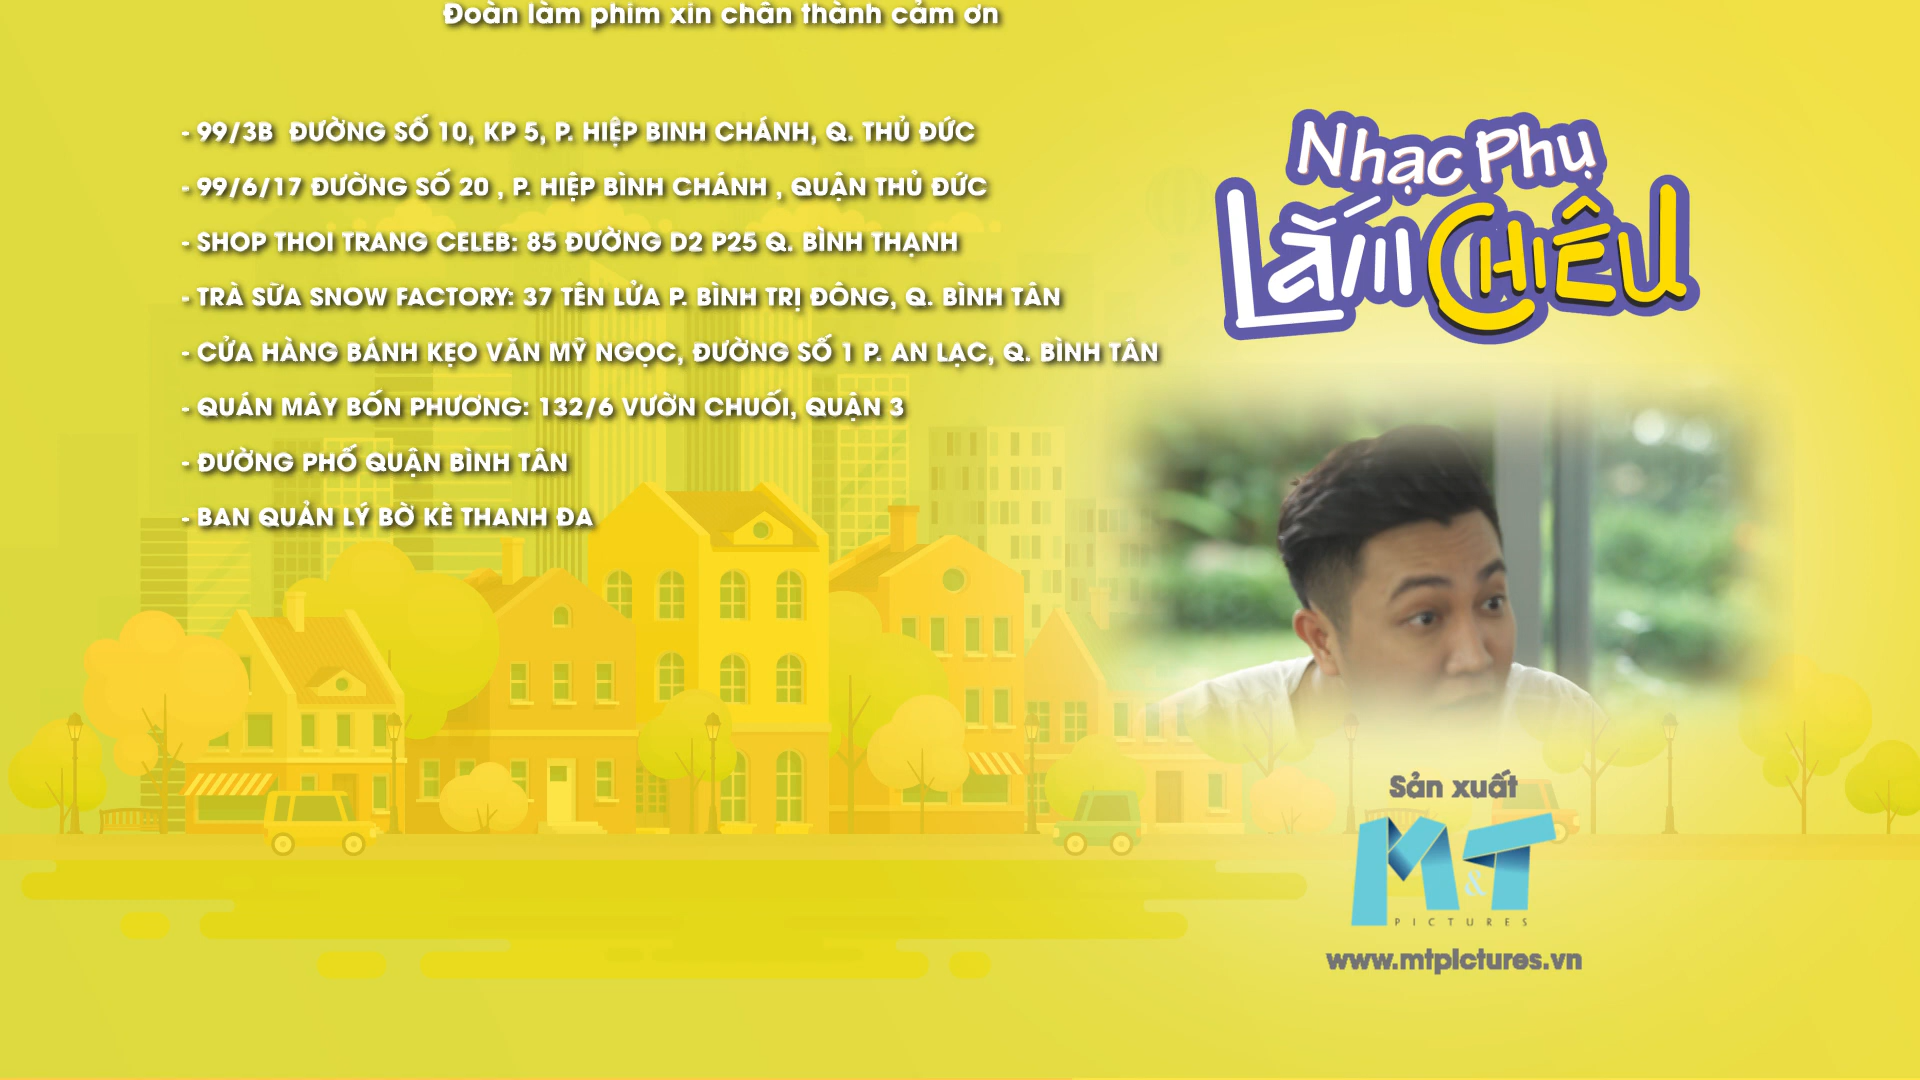 Đoàn làm phim xin chân thành cảm ơn
- 99/3B ĐƯỜNG SỐ 10, KP 5, P. HIỆP BINH CHÁNH, Q. THỦ ĐỨC
- 99/6/17 ĐƯỜNG SỐ 20 , P. HIỆP BÌNH CHÁNH , QUẬN THỦ ĐỨC
- SHOP THOI TRANG CELEB: 85 ĐƯỜNG D2 P25 Q. BÌNH THẠNH
- TRÀ SỮA SNOW FACTORY: 37 TÊN LỬA P. BÌNH TRỊ ĐÔNG, Q. BÌNH TÂN
- CỬA HÀNG BÁNH KẸO VĂN MỸ NGỌC, ĐƯỜNG SỐ 1 P. AN LẠC, Q. BÌNH TÂN
- QUÁN MÂY BỐN PHƯƠNG: 132/6 VƯỜN CHUỐI, QUẬN 3
- ĐƯỜNG PHỐ QUẬN BÌNH TÂN
- BAN QUẢN LÝ BỜ KÈ THANH ĐA
Nhạc Phụ
Lắm CHIÊU
Sản xuất
M&T
PICTURES
www.mtpictures.vn